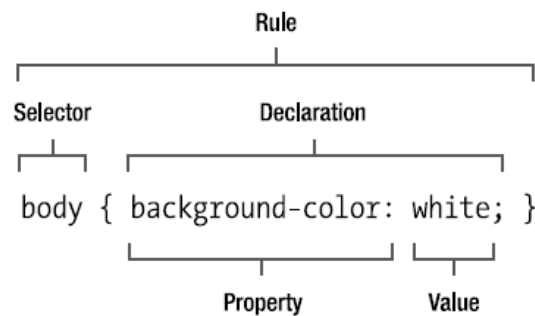 Rule
Selector Declaration
body { background-color: white; }
Property Value